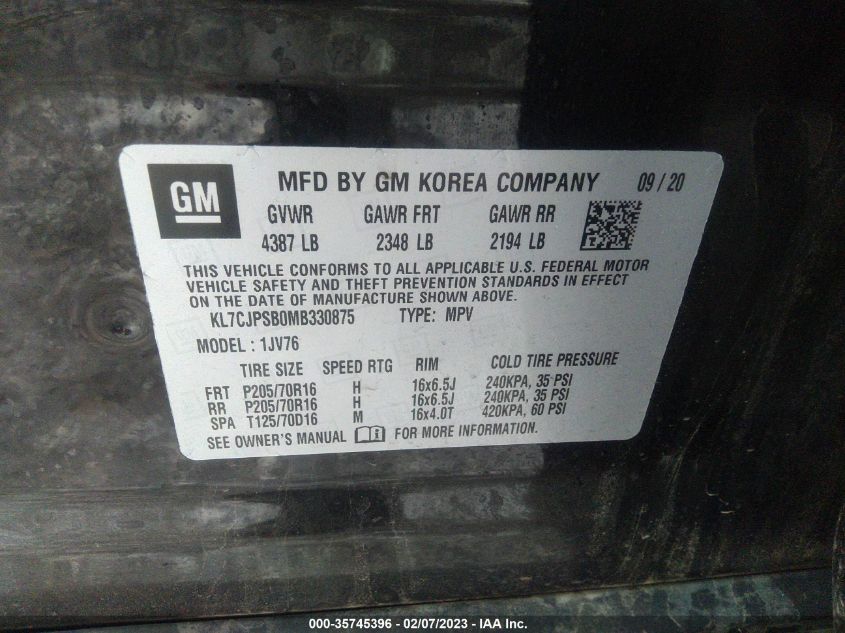 GM
MFD BY GM KOREA COMPANY 09/20
GVWR GAWR FRT GAWR RR
4387 LB 2348 LB 2194 LB
THIS VEHICLE CONFORMS TO ALL APPLICABLE U.S. FEDERAL MOTOR
VEHICLE SAFETY AND THEFT PREVENTION STANDARDS IN EFFECT
ON THE DATE OF MANUFACTURE SHOWN ABOVE.
KL7CJPSB0MB330875 TYPE: MPV
MODEL: 1JV76
TIRE SIZE SPEED RTG RIM COLD TIRE PRESSURE
FRT P205/70R16 H 16x6.5J 240KPA, 35 PSI
RR P205/70R16 H 16x6.5J 240KPA, 35 PSI
SPA T125/70D16 M 16x4.0T 420KPA, 60 PSI
SEE OWNER'S MANUAL FOR MORE INFORMATION.
000-35745396 - 02/07/2023 - IAA Inc.